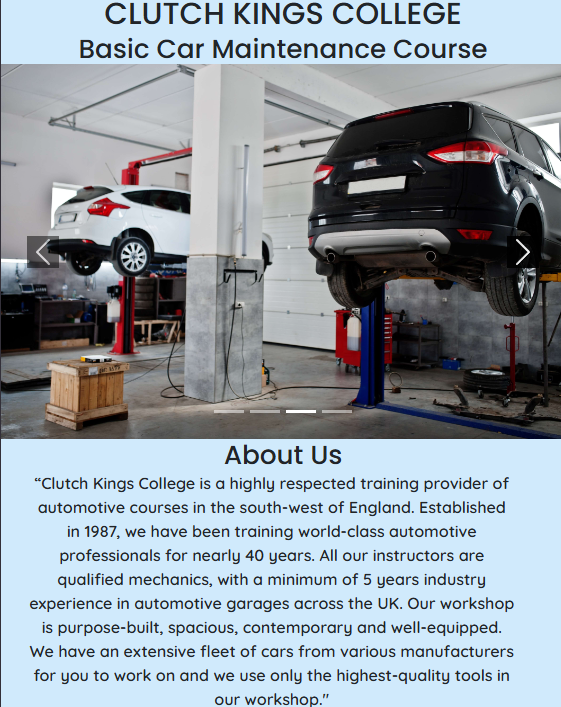 CLUTCH KINGS COLLEGE
Basic Car Maintenance Course
About Us
“Clutch Kings College is a highly respected training provider of
automotive courses in the south-west of England. Established
in 1987, we have been training world-class automotive
professionals for nearly 40 years. All our instructors are
qualified mechanics, with a minimum of 5 years industry
experience in automotive garages across the UK. Our workshop
is purpose-built, spacious, contemporary and well-equipped.
We have an extensive fleet of cars from various manufacturers
for you to work on and we use only the highest-quality tools in
our workshop."